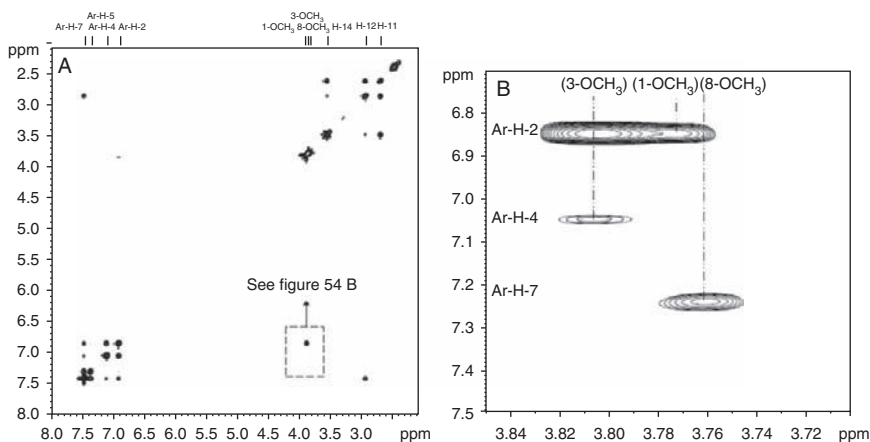 Ar-H-5
Ar-H-7 Ar-H-4 Ar-H-2
3-OCH3
1-OCH3 8-OCH3 H-14 H-12 H-11
ppm
A
2.5
3.0
3.5
4.0
4.5
5.0
5.5
6.0
6.5
7.0
7.5
8.0
See figure 54 B
8.0 7.5 7.0 6.5 6.0 5.5 5.0 4.5 4.0 3.5 3.0 2.5 ppm
ppm
B (3-OCH3) (1-OCH3)(8-OCH3)
6.8
Ar-H-2
6.9
7.0
Ar-H-4
7.1
7.2
Ar-H-7
7.3
7.4
7.5
3.84 3.82 3.80 3.78 3.76 3.74 3.72 ppm